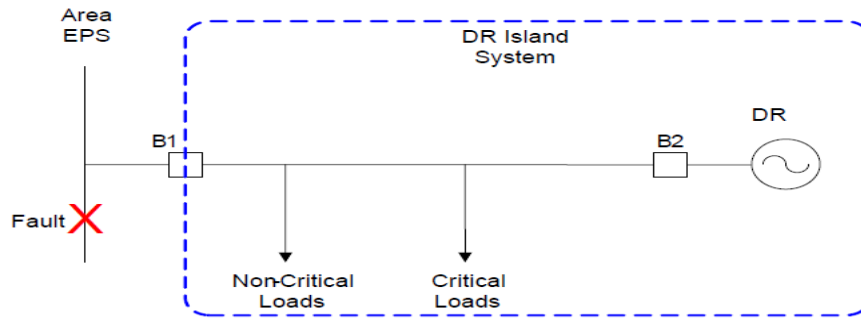 Area
EPS
DR Island
System
B1
B2
DR
Fault
Non-Critical
Loads
Critical
Loads